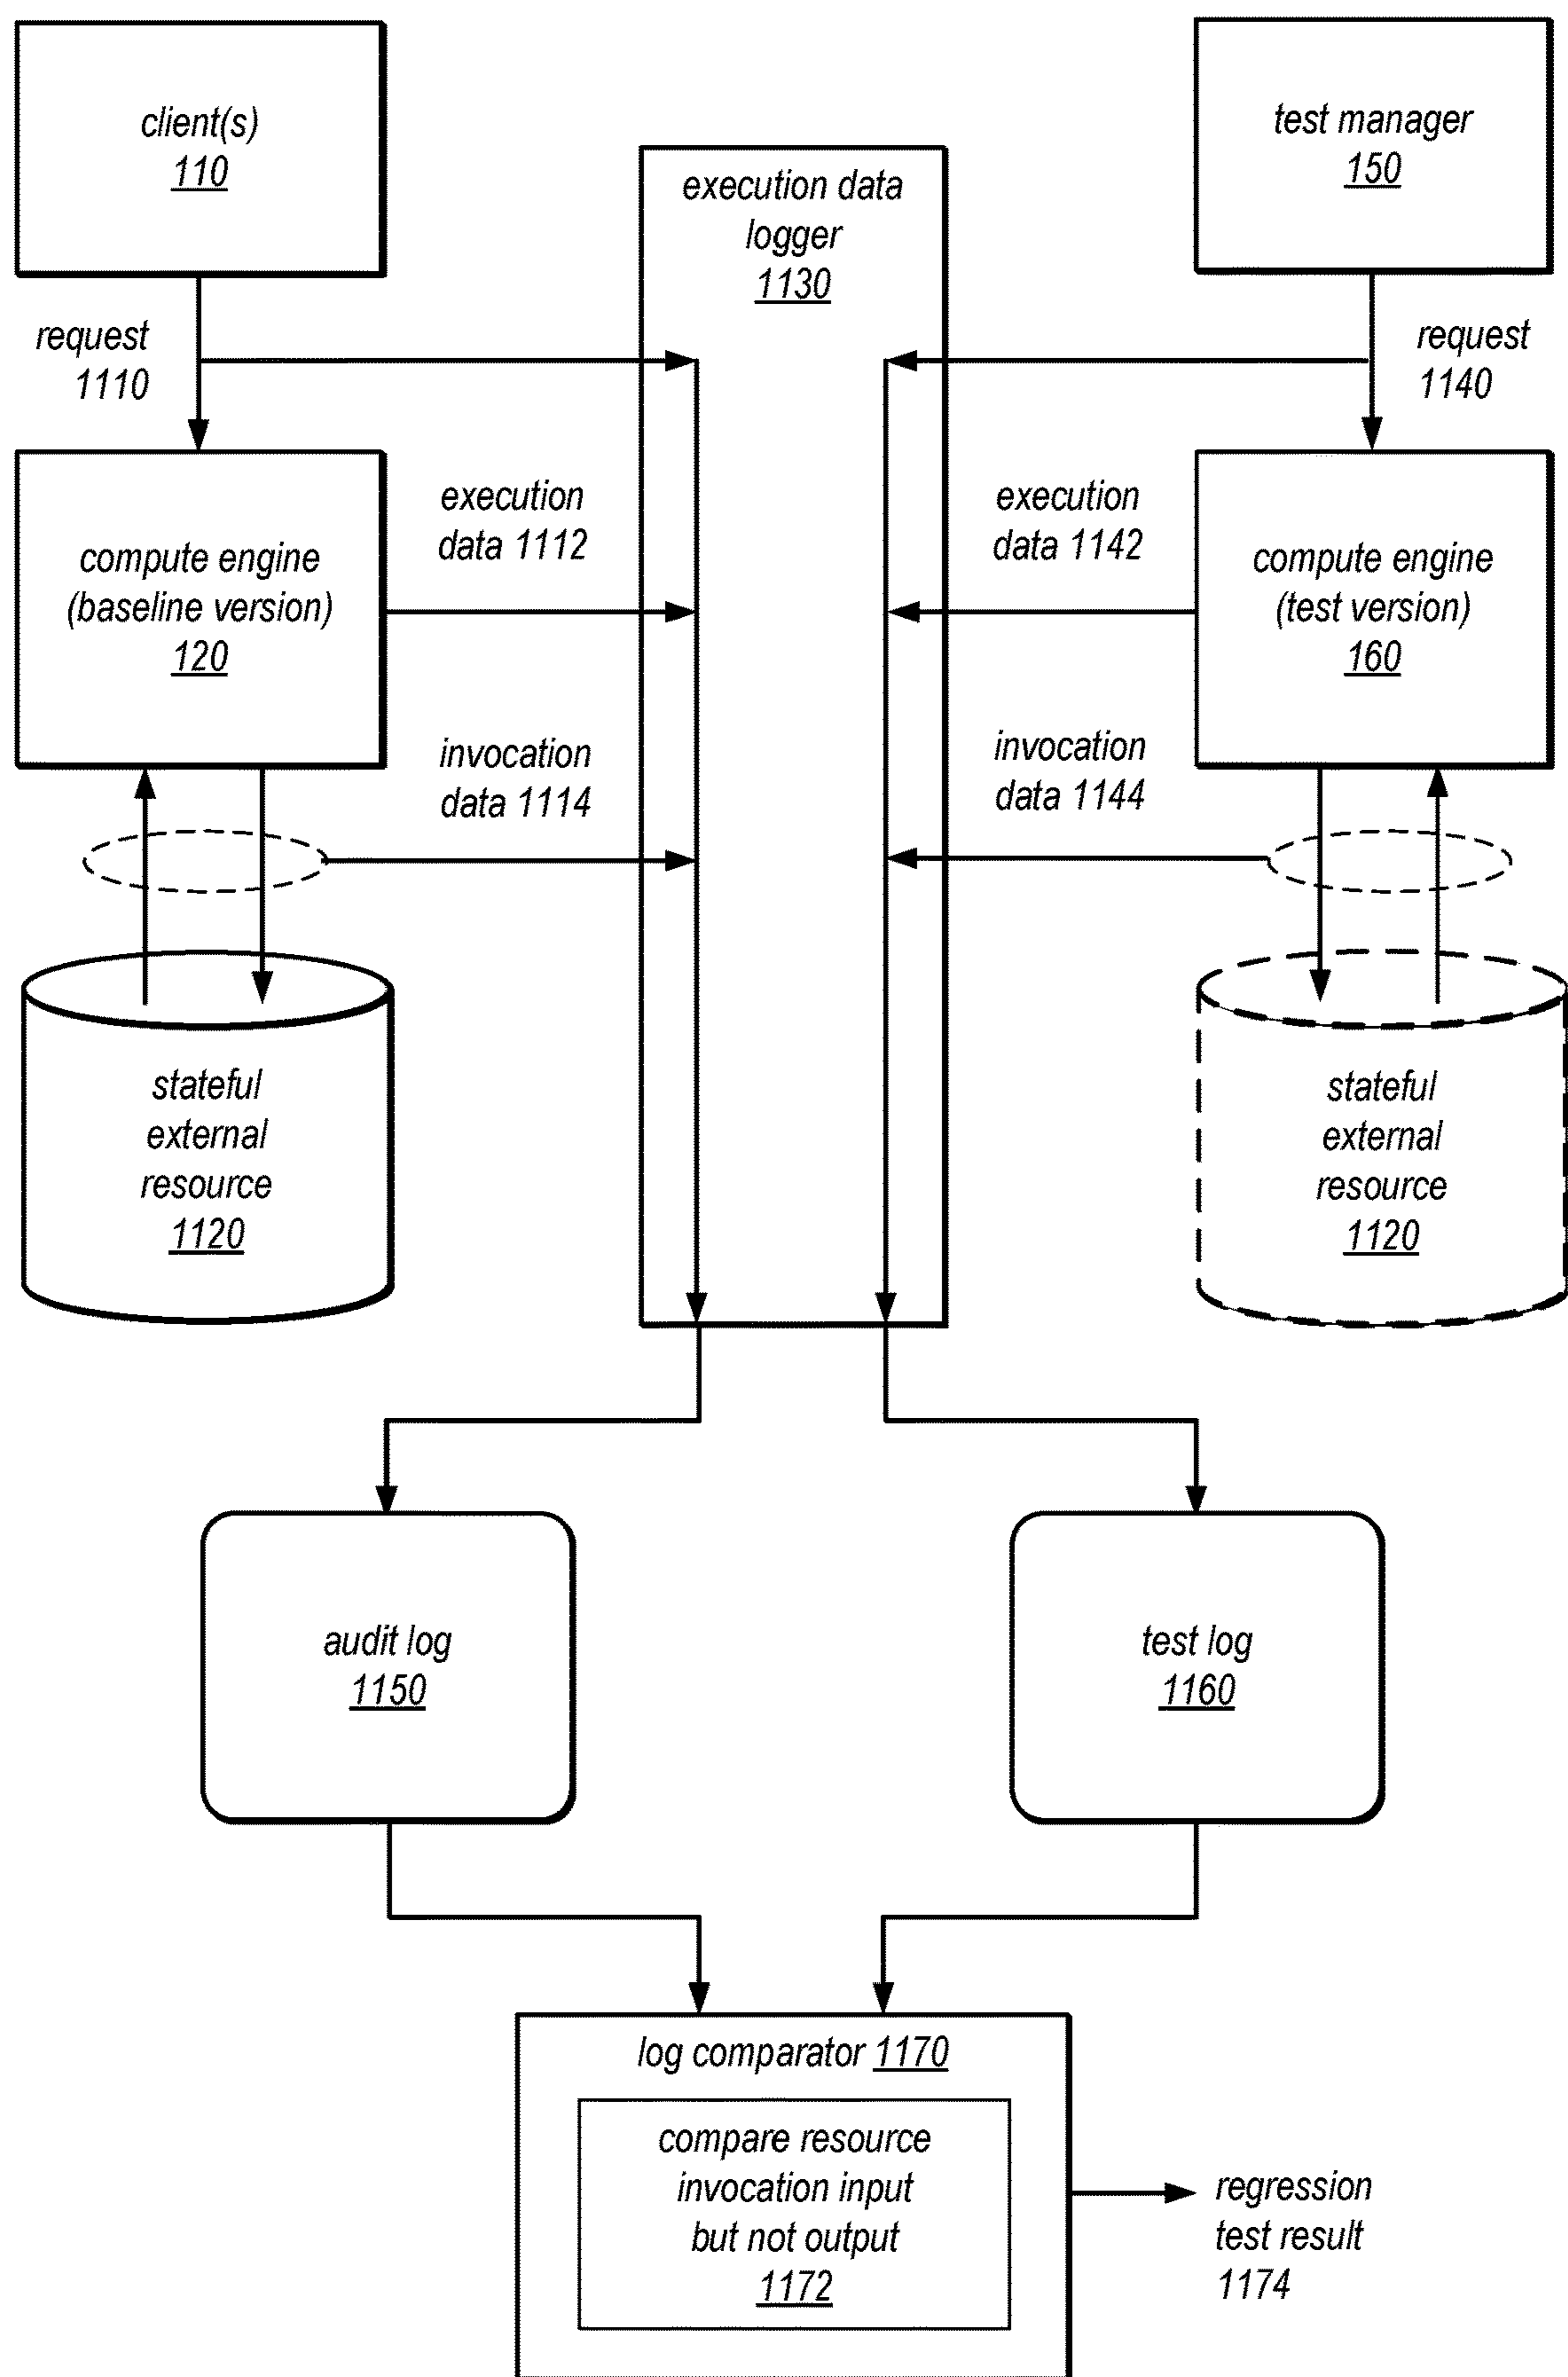 client(s)
110
test manager
150
execution data
logger
1130
request
1110
request
1140
compute engine
(baseline version)
120
execution
data 1112
execution
data 1142
compute engine
(test version)
160
invocation
data 1114
invocation
data 1144
stateful
external
resource
1120
stateful
external
resource
1120
audit log
1150
test log
1160
log comparator 1170
compare resource
invocation input
but not output
1172
regression
test result
1174